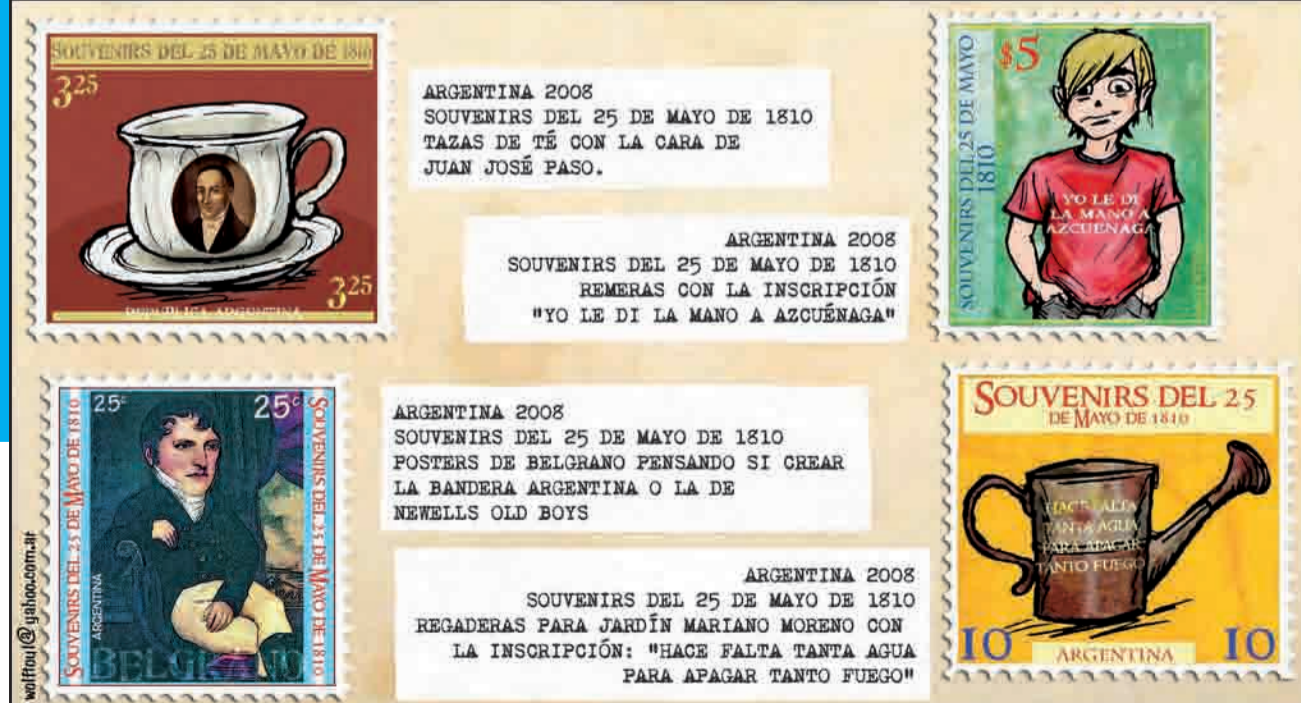 SOUVENIRS DEL 25 DE MAYO DE 1810
3²⁵
3²⁵
REPUBLICA ARGENTINA
ARGENTINA 2008
SOUVENIRS DEL 25 DE MAYO DE 1810
TAZAS DE TÉ CON LA CARA DE
JUAN JOSÉ PASO.
ARGENTINA 2008
SOUVENIRS DEL 25 DE MAYO DE 1810
REMERAS CON LA INSCRIPCIÓN
"YO LE DI LA MANO A AZCUÉNAGA"
$5
SOUVENIRS DEL 25 DE MAYO
1810
YO LE DI
LA MANO A
AZCUENAGA
SOUVENIRS DEL 25 DE MAYO DE 1810
25c
25c
SOUVENIRS DEL 25 DE MAYO DE 1810
ARGENTINA
BELGRANO
ARGENTINA 2008
SOUVENIRS DEL 25 DE MAYO DE 1810
POSTERS DE BELGRANO PENSANDO SI CREAR
LA BANDERA ARGENTINA O LA DE
NEWELLS OLD BOYS
ARGENTINA 2008
SOUVENIRS DEL 25 DE MAYO DE 1810
REGADERAS PARA JARDÍN MARIANO MORENO CON
LA INSCRIPCIÓN: "HACE FALTA TANTA AGUA
PARA APAGAR TANTO FUEGO"
SOUVENIRS DEL 25
DE MAYO DE 1810
HACE FALTA
TANTA AGUA
PARA APAGAR
TANTO FUEGO
10
10
ARGENTINA